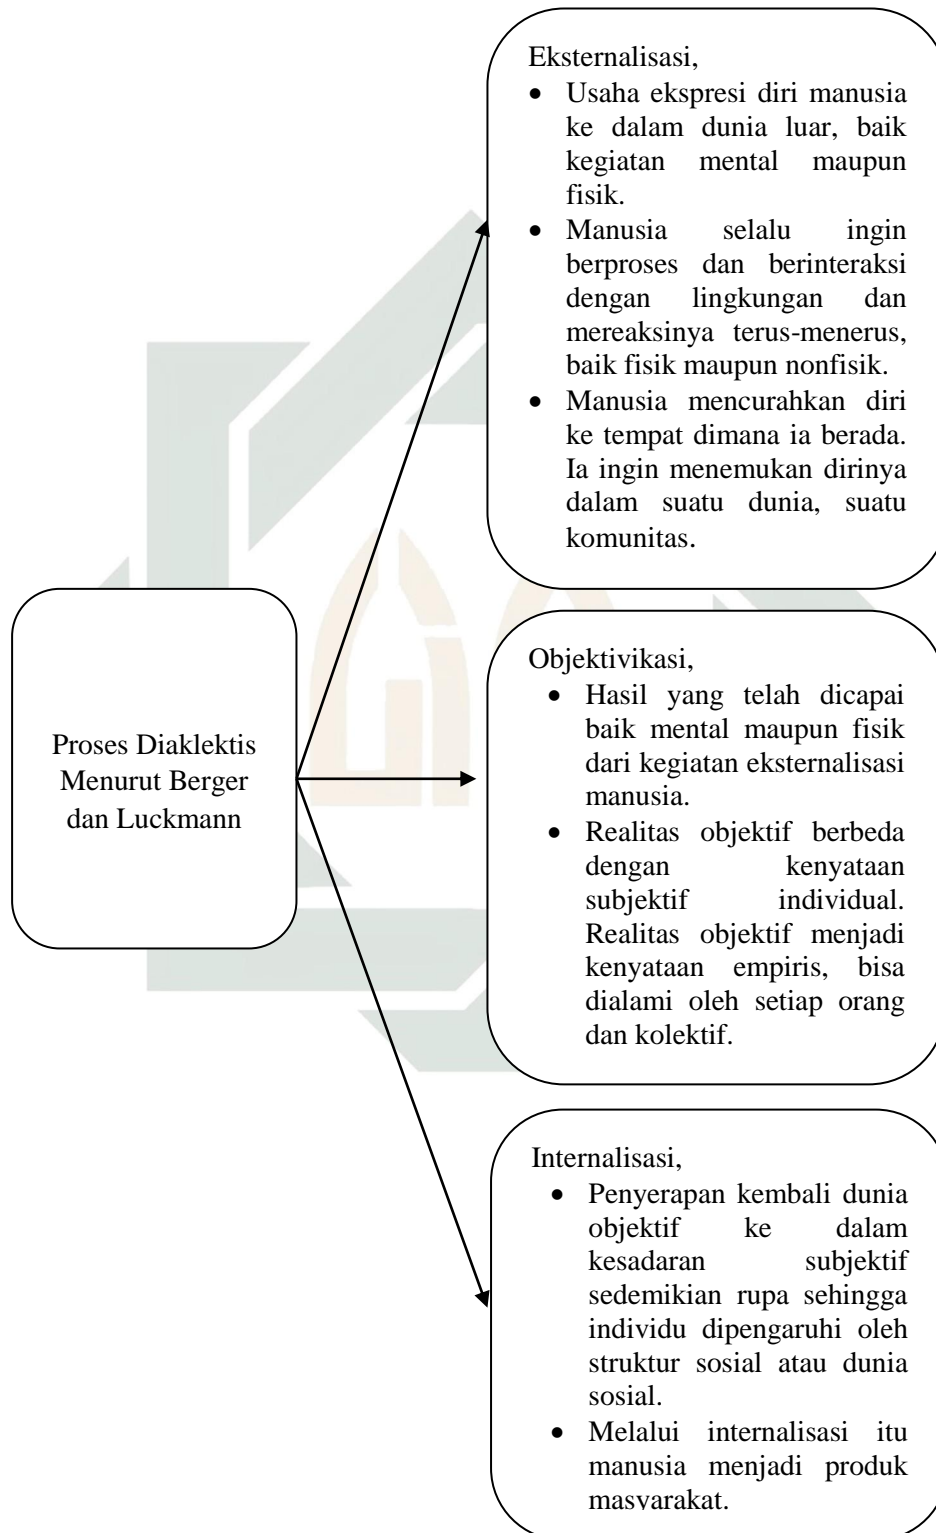 Eksternalisasi,
• Usaha ekspresi diri manusia
ke dalam dunia luar, baik
kegiatan mental maupun
fisik.
• Manusia selalu ingin
berproses dan berinteraksi
dengan lingkungan dan
mereaksinya terus-menerus,
baik fisik maupun nonfisik.
• Manusia mencurahkan diri
ke tempat dimana ia berada.
Ia ingin menemukan dirinya
dalam suatu dunia, suatu
komunitas.
Proses Diaklektis
Menurut Berger
dan Luckmann
Objektivikasi,
• Hasil yang telah dicapai
baik mental maupun fisik
dari kegiatan eksternalisasi
manusia.
• Realitas objektif berbeda
dengan kenyataan
subjektif individual.
Realitas objektif menjadi
kenyataan empiris, bisa
dialami oleh setiap orang
dan kolektif.
Internalisasi,
• Penyerapan kembali dunia
objektif ke dalam
kesadaran subjektif
sedemikian rupa sehingga
individu dipengaruhi oleh
struktur sosial atau dunia
sosial.
• Melalui internalisasi itu
manusia menjadi produk
masyarakat.